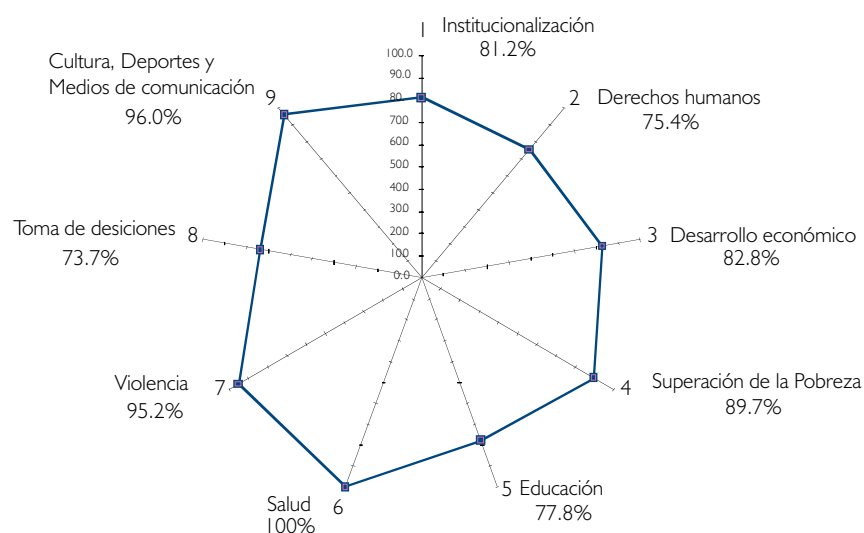 1
Institucionalización
81.2%
2
Derechos humanos
75.4%
3
Desarrollo económico
82.8%
4
Superación de la Pobreza
89.7%
5 Educación
77.8%
Salud
100%
6
Violencia
95.2%
7
Toma de desiciones
73.7%
8
Cultura, Deportes y
Medios de comunicación
96.0%
9
100.0
90.0
700
600
500
400
300
200
100
0.0